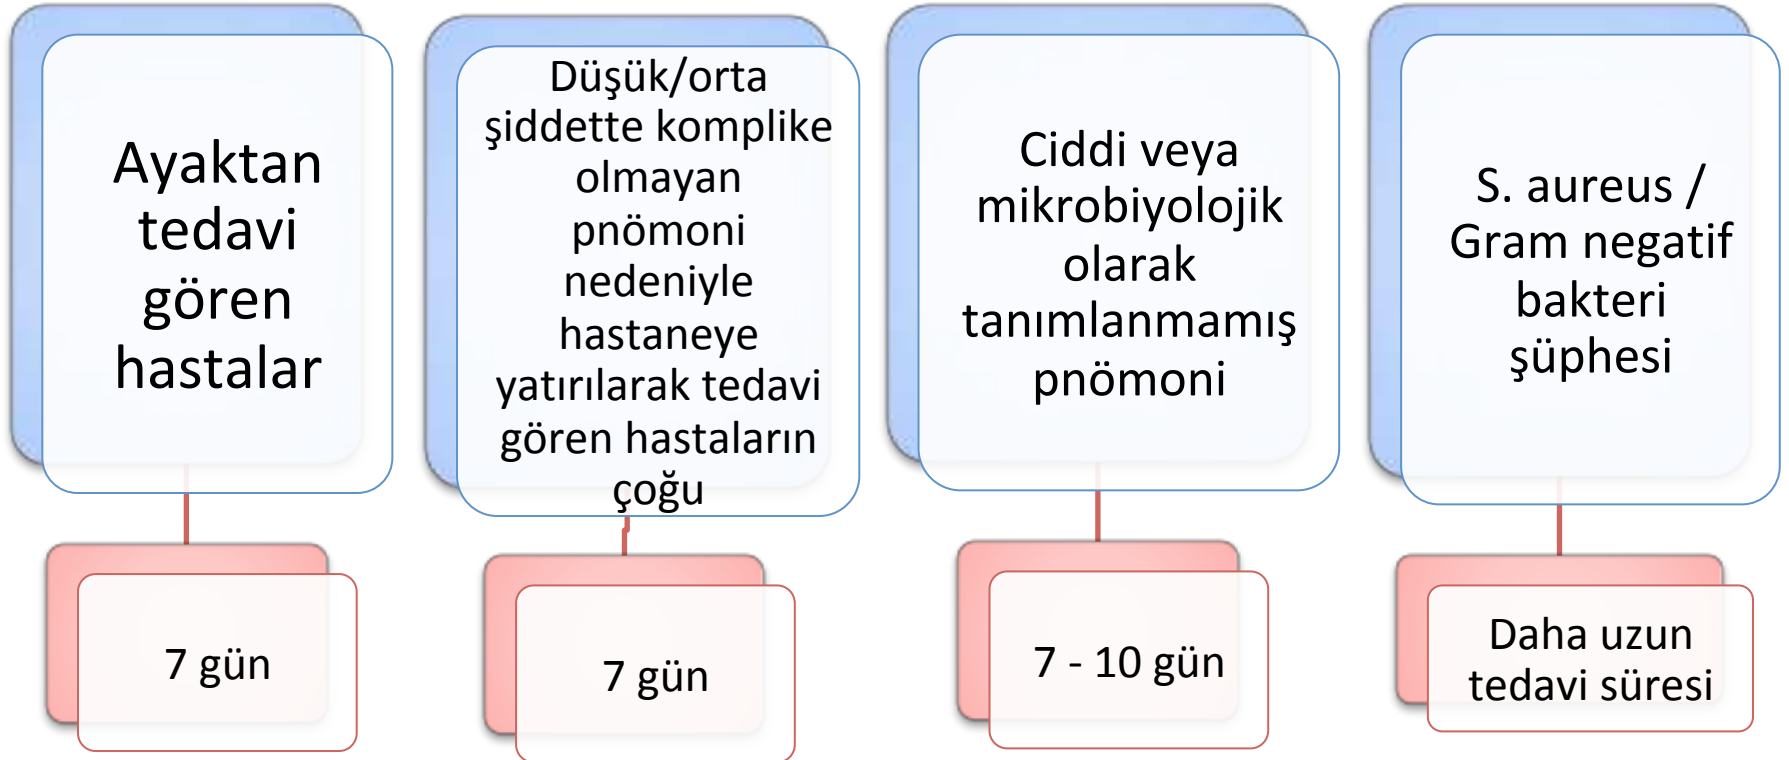 Ayaktan
tedavi
gören
hastalar
7 gün
Düşük/orta
şiddette komplike
olmayan
pnömoni
nedeniyle
hastaneye
yatırılarak tedavi
gören hastaların
çoğu
7 gün
Ciddi veya
mikrobiyolojik
olarak
tanımlanmamış
pnömoni
7 - 10 gün
S. aureus /
Gram negatif
bakteri
şüphesi
Daha uzun
tedavi süresi